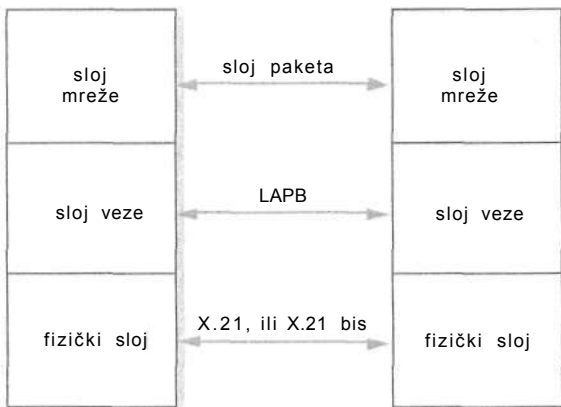 sloj
mreže
sloj paketa
sloj
mreže
sloj veze
LAPB
sloj veze
fizički sloj
X.21, ili X.21 bis
fizički sloj